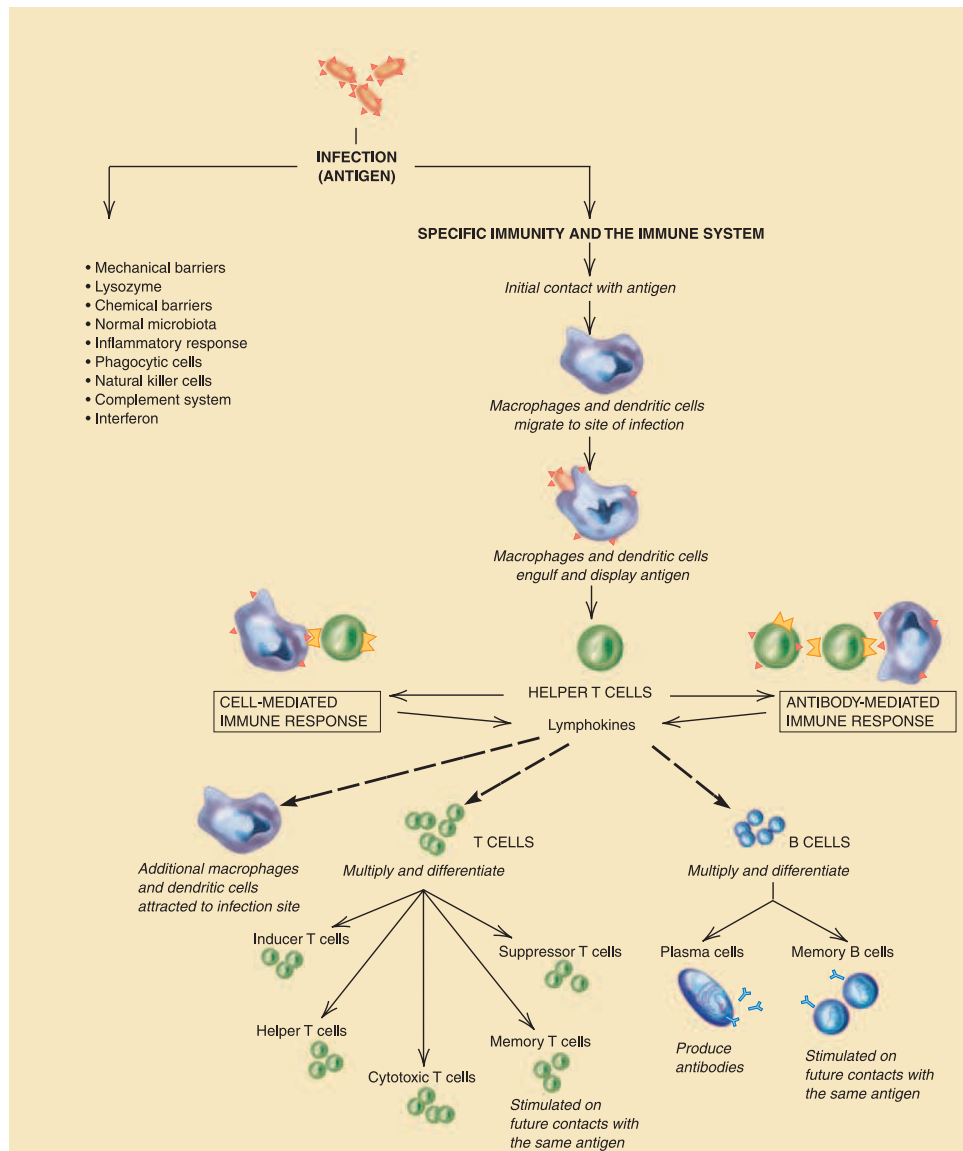 INFECTION
(ANTIGEN)
SPECIFIC IMMUNITY AND THE IMMUNE SYSTEM
• Mechanical barriers
• Lysozyme
• Chemical barriers
• Normal microbiota
• Inflammatory response
• Phagocytic cells
• Natural killer cells
• Complement system
• Interferon
Initial contact with antigen
Macrophages and dendritic cells
migrate to site of infection
Macrophages and dendritic cells
engulf and display antigen
CELL-MEDIATED
IMMUNE RESPONSE
HELPER T CELLS
Lymphokines
ANTIBODY-MEDIATED
IMMUNE RESPONSE
Additional macrophages
and dendritic cells
attracted to infection site
T CELLS
Multiply and differentiate
B CELLS
Multiply and differentiate
Inducer T cells
Suppressor T cells
Helper T cells
Memory T cells
Cytotoxic T cells
Stimulated on
future contacts with
the same antigen
Plasma cells
Memory B cells
Produce
antibodies
Stimulated on
future contacts with
the same antigen